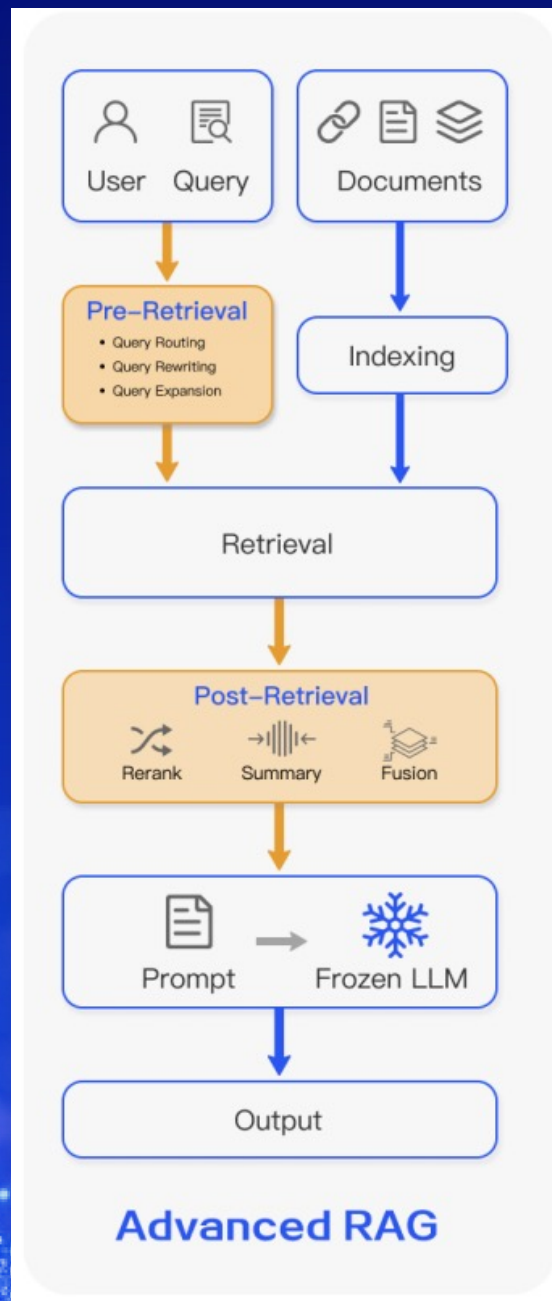 User Query
Documents
Pre-Retrieval
• Query Routing
• Query Rewriting
• Query Expansion
Indexing
Retrieval
Post-Retrieval
Rerank Summary Fusion
Prompt Frozen LLM
Output
Advanced RAG